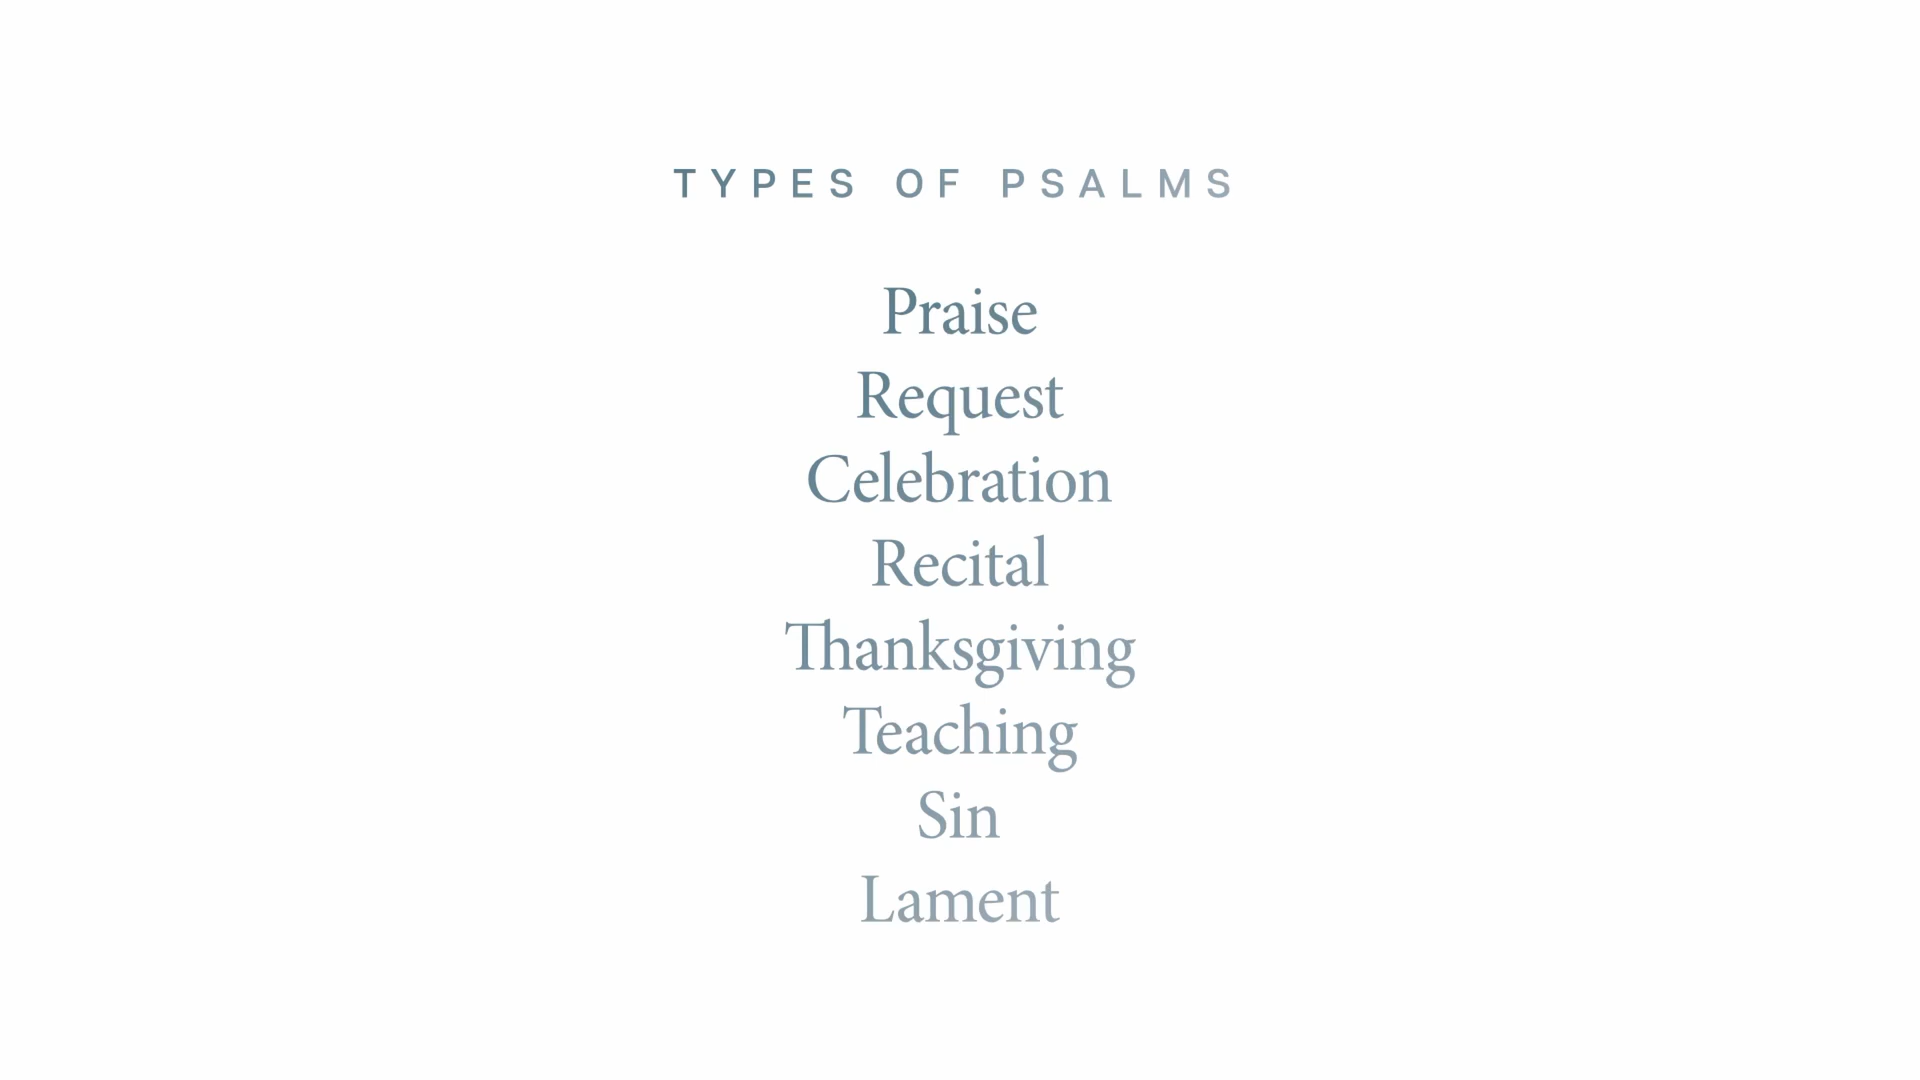 TYPES OF PSALMS
Praise
Request
Celebration
Recital
Thanksgiving
Teaching
Sin
Lament